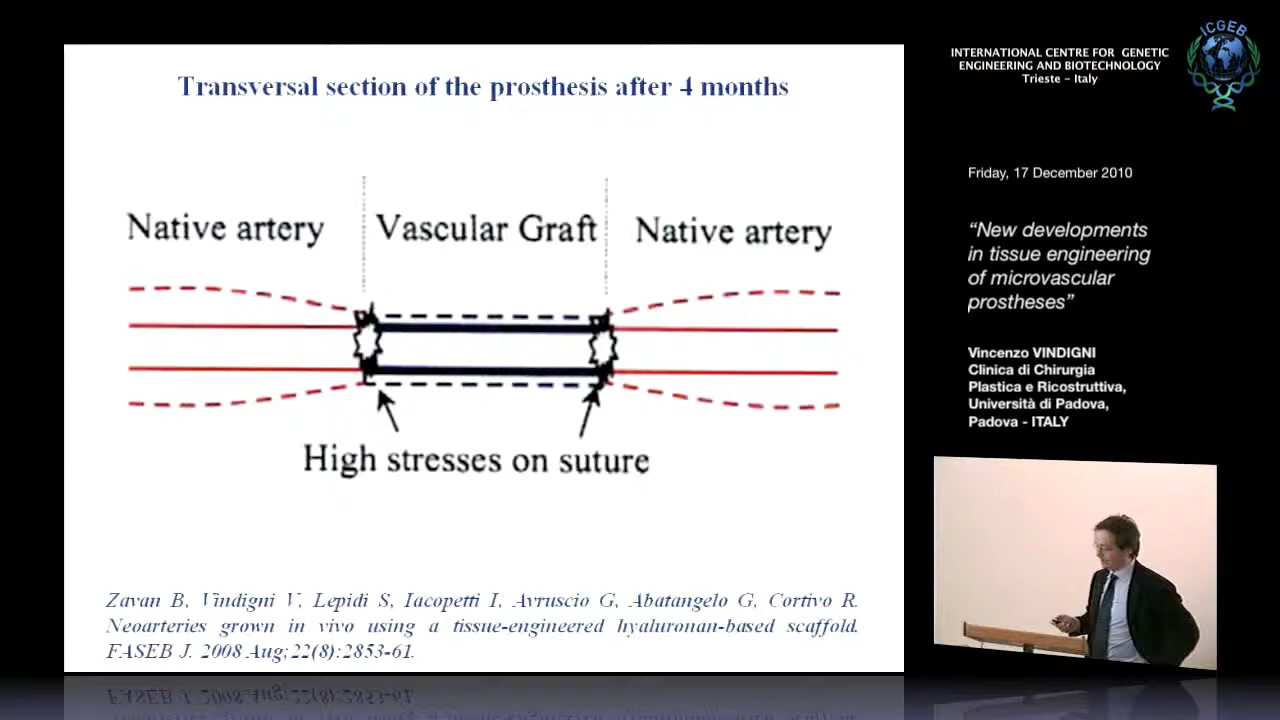 Transversal section of the prosthesis after 4 months
Native artery
Vascular Graft
Native artery
High stresses on suture
Zavan B, Vindigni V, Lepidi S, Iacopetti I, Avruscio G, Abatangelo G, Cortivo R.
Neoarteries grown in vivo using a tissue-engineered hyaluronan-based scaffold.
FASEB J. 2008 Aug;22(8):2853-61.
INTERNATIONAL CENTRE FOR GENETIC
ENGINEERING AND BIOTECHNOLOGY
Trieste - Italy
ICGEB
Friday, 17 December 2010
“New developments
in tissue engineering
of microvascular
prostheses”
Vincenzo VINDIGNI
Clinica di Chirurgia
Plastica e Ricostruttiva,
Università di Padova,
Padova - ITALY